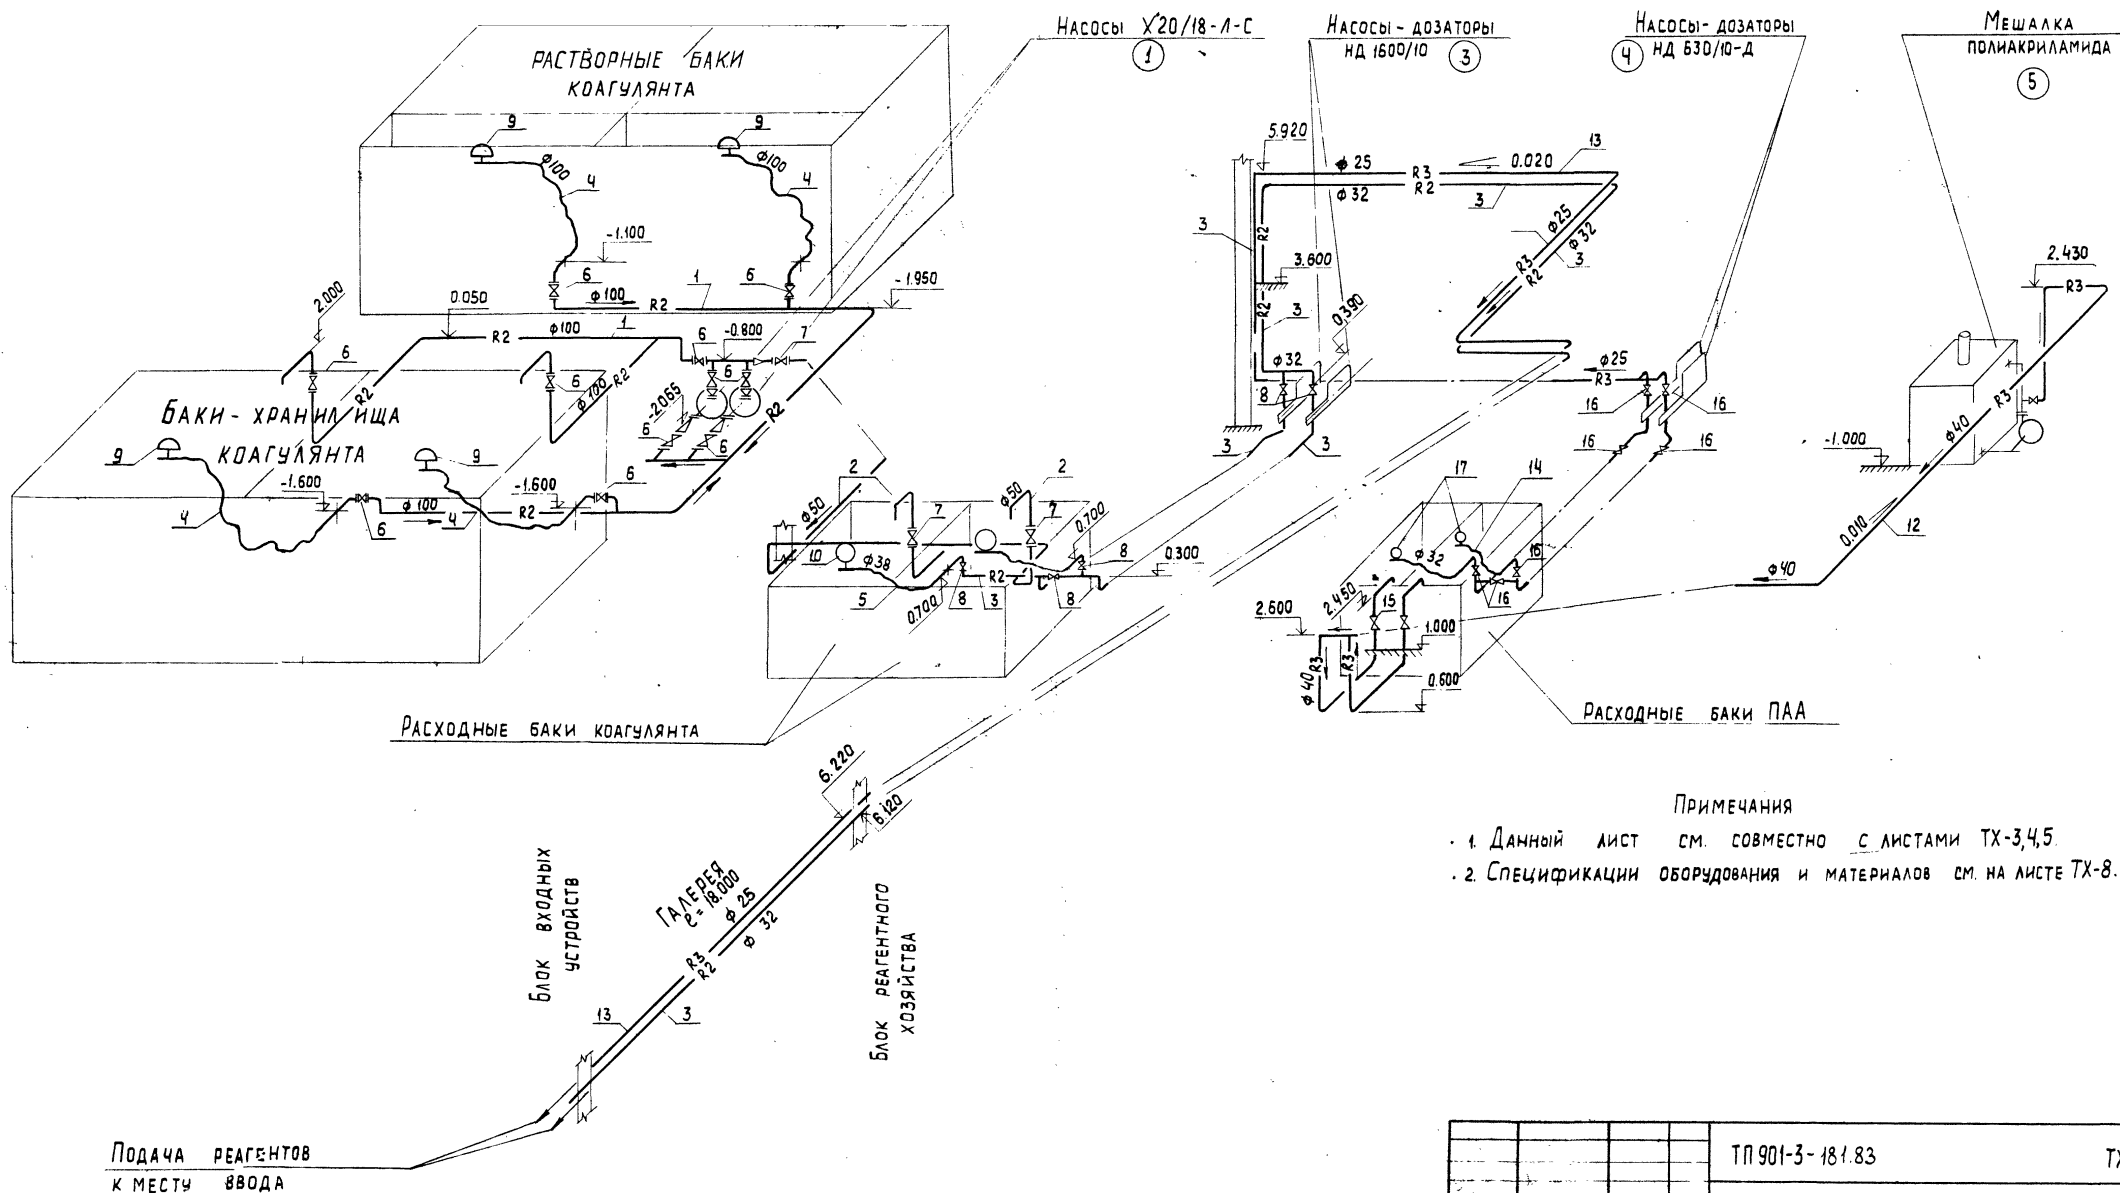 Насосы Х20/18-Л-С
1
Насосы-дозаторы
НД 1600/10
3
Насосы-дозаторы
4
НД 630/10-Д
Мешалка
полиакриламида
5
Растворные баки
коагулянта
9
9
ф100
ф100
4
4
-1.100
6
6
ф100
R2
1
-1.950
2.000
0.050
ф100
1
R2
6
6
-0.800
7
6
6
R2
ф100
R2
R2
Баки-хранилища
коагулянта
-2.065
6
6
6
9
9
-1.600
-1.600
6
4
6
ф100
4
R2
5.920
ф25
0.020
13
R3
ф32
R2
3
3
R2
3.600
R2
3
ф25
ф32
3
R3
R2
0.390
ф32
8
3
3
ф25
R3
16
16
16
16
2.430
R3
R3
-1.000
ф40
0.010
12
ф40
2
2
ф50
ф50
7
7
0.700
10
8
0.300
ф38
R2
5
0.700
8
3
8
17
14
ф32
16
16
2.450
15
2.600
1.000
R3
R3
ф40
0.600
Расходные баки коагулянта
Расходные баки ПАА
6.220
6.120
Блок входных
устройств
Галерея
ℓ=18.000
ф 25
ф 32
R3
R2
Блок реагентного
хозяйства
13
3
Подача реагентов
к месту ввода
Примечания
1. Данный лист см. совместно с листами ТХ-3,4,5.
2. Спецификации оборудования и материалов см. на листе ТХ-8.
ТП 901-3-181.83
ТХ